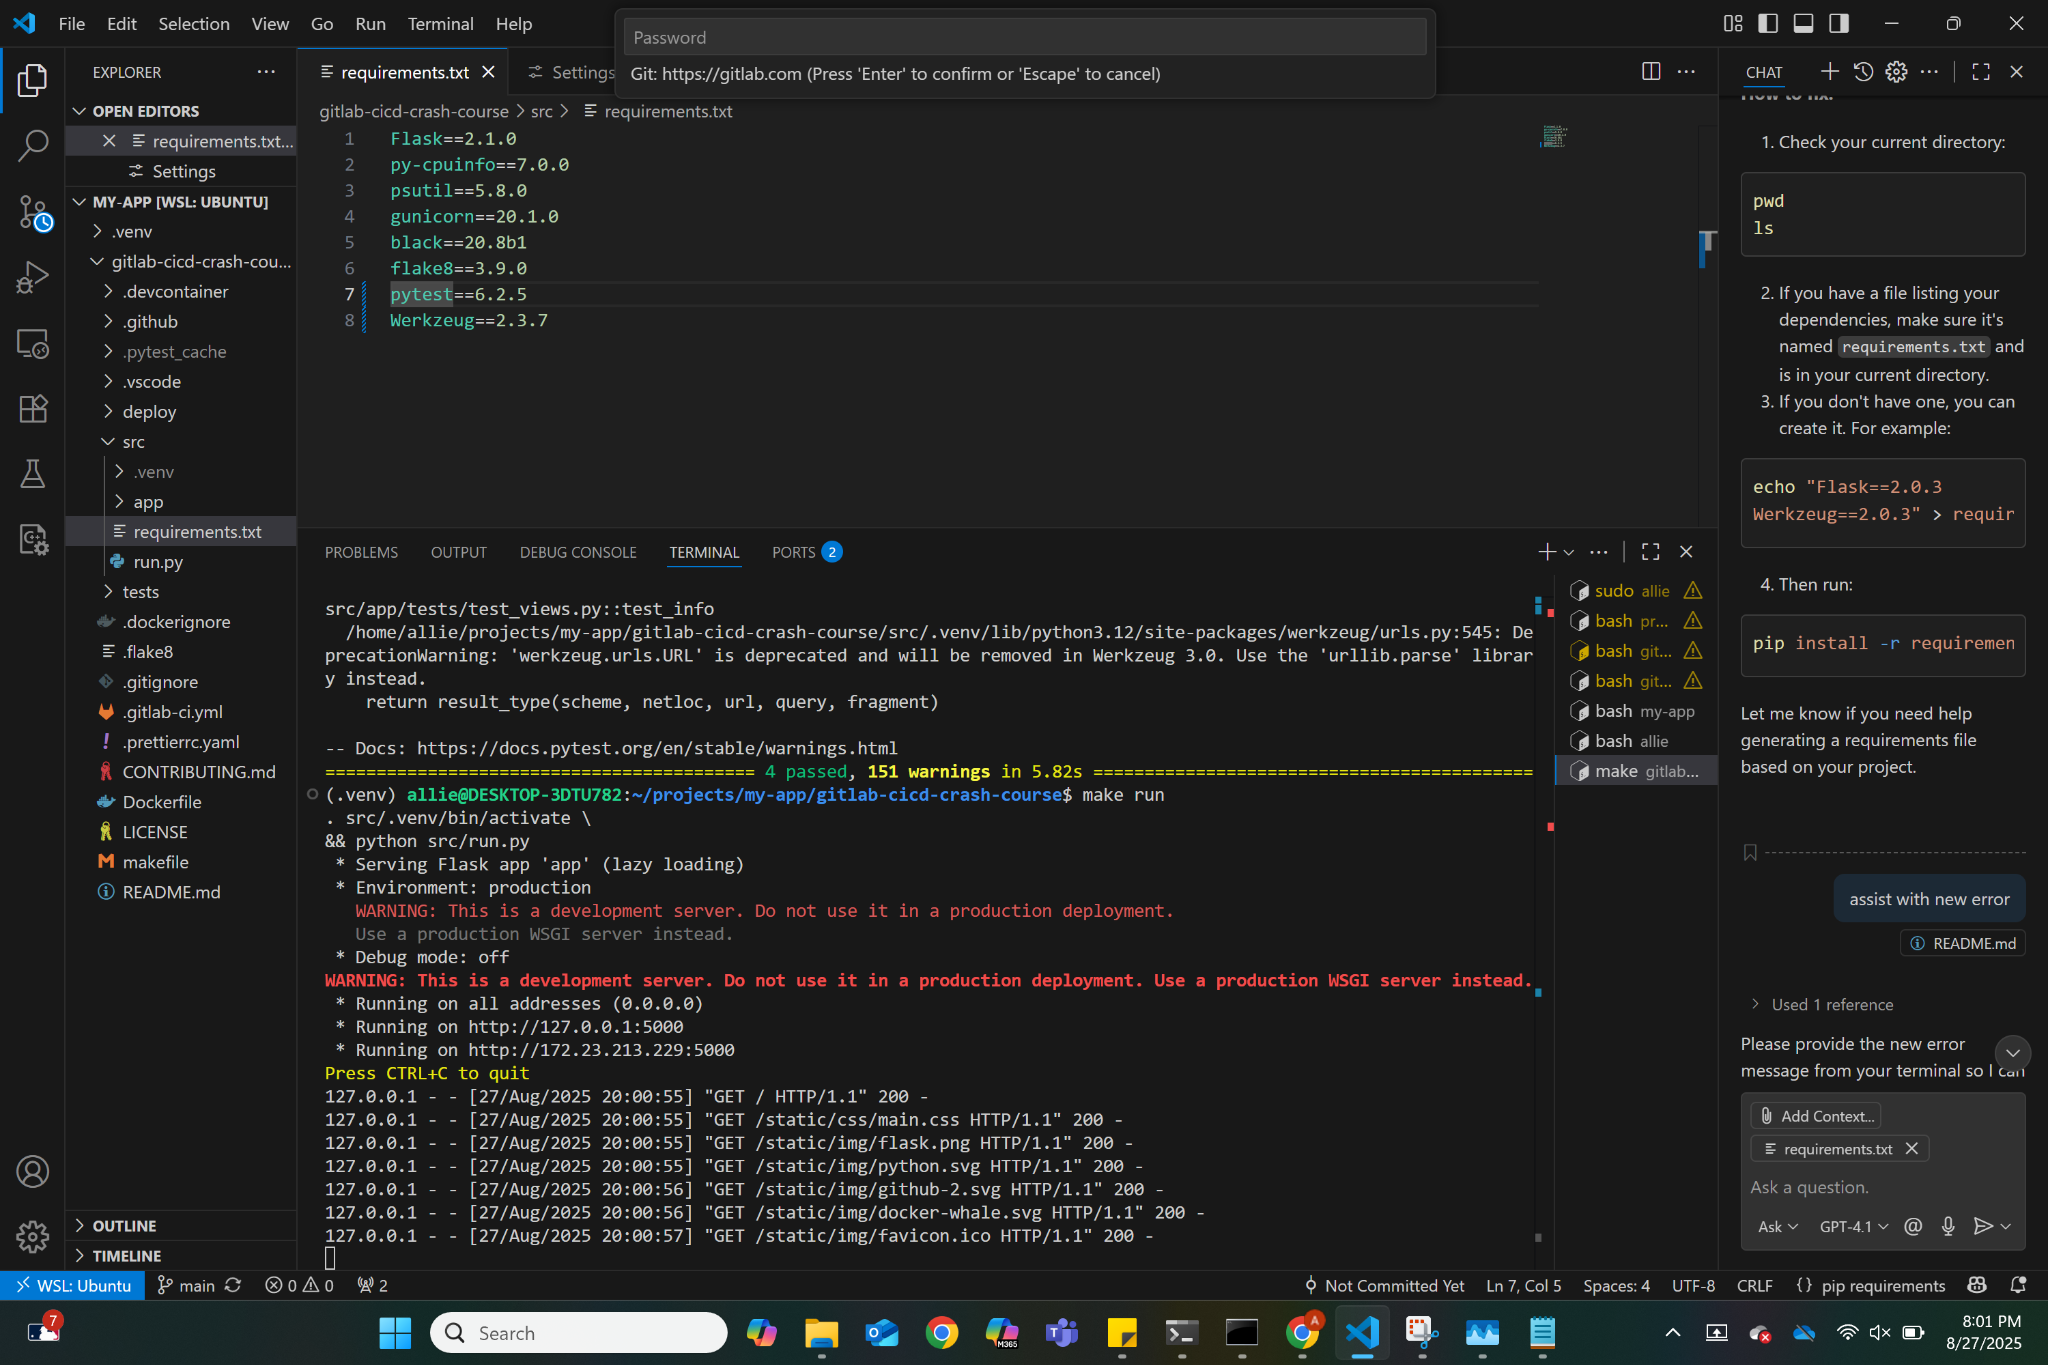 File Edit Selection View Go Run Terminal Help
Password
Git: https://gitlab.com (Press 'Enter' to confirm or 'Escape' to cancel)
EXPLORER
OPEN EDITORS
requirements.txt...
Settings
MY-APP [WSL: UBUNTU]
.venv
gitlab-cicd-crash-cou...
.devcontainer
.github
.pytest_cache
.vscode
deploy
src
.venv
app
requirements.txt
run.py
tests
.dockerignore
.flake8
.gitignore
.gitlab-ci.yml
.prettierrc.yaml
CONTRIBUTING.md
Dockerfile
LICENSE
makefile
README.md
OUTLINE
TIMELINE
requirements.txt
Settings
gitlab-cicd-crash-course > src > requirements.txt
1 Flask==2.1.0
2 py-cpuinfo==7.0.0
3 psutil==5.8.0
4 gunicorn==20.1.0
5 black==20.8b1
6 flake8==3.9.0
7 pytest==6.2.5
8 Werkzeug==2.3.7
PROBLEMS OUTPUT DEBUG CONSOLE TERMINAL PORTS 2
src/app/tests/test_views.py::test_info
/home/allie/projects/my-app/gitlab-cicd-crash-course/src/.venv/lib/python3.12/site-packages/werkzeug/urls.py:545: De
precationWarning: 'werkzeug.urls.URL' is deprecated and will be removed in Werkzeug 3.0. Use the 'urllib.parse' librar
y instead.
return result_type(scheme, netloc, url, query, fragment)
-- Docs: https://docs.pytest.org/en/stable/warnings.html
========================================== 4 passed, 151 warnings in 5.82s ===========================================
(.venv) allie@DESKTOP-3DTU782:~/projects/my-app/gitlab-cicd-crash-course$ make run
. src/.venv/bin/activate \
&& python src/run.py
* Serving Flask app 'app' (lazy loading)
* Environment: production
WARNING: This is a development server. Do not use it in a production deployment.
Use a production WSGI server instead.
* Debug mode: off
WARNING: This is a development server. Do not use it in a production deployment. Use a production WSGI server instead.
* Running on all addresses (0.0.0.0)
* Running on http://127.0.0.1:5000
* Running on http://172.23.213.229:5000
Press CTRL+C to quit
127.0.0.1 - - [27/Aug/2025 20:00:55] "GET / HTTP/1.1" 200 -
127.0.0.1 - - [27/Aug/2025 20:00:55] "GET /static/css/main.css HTTP/1.1" 200 -
127.0.0.1 - - [27/Aug/2025 20:00:55] "GET /static/img/flask.png HTTP/1.1" 200 -
127.0.0.1 - - [27/Aug/2025 20:00:55] "GET /static/img/python.svg HTTP/1.1" 200 -
127.0.0.1 - - [27/Aug/2025 20:00:56] "GET /static/img/github-2.svg HTTP/1.1" 200 -
127.0.0.1 - - [27/Aug/2025 20:00:56] "GET /static/img/docker-whale.svg HTTP/1.1" 200 -
127.0.0.1 - - [27/Aug/2025 20:00:57] "GET /static/img/favicon.ico HTTP/1.1" 200 -
sudo allie
bash pr...
bash git...
bash git...
bash my-app
bash allie
make gitlab...
CHAT
How to fix:
1. Check your current directory:
pwd
ls
2. If you have a file listing your
dependencies, make sure it's
named requirements.txt and
is in your current directory.
3. If you don't have one, you can
create it. For example:
echo "Flask==2.0.3
Werkzeug==2.0.3" > requir
4. Then run:
pip install -r requiremen
Let me know if you need help
generating a requirements file
based on your project.
assist with new error
README.md
Used 1 reference
Please provide the new error
message from your terminal so I can
Add Context...
requirements.txt
Ask a question.
Ask GPT-4.1
WSL: Ubuntu main 0 0 2 Not Committed Yet Ln 7, Col 5 Spaces: 4 UTF-8 CRLF {} pip requirements
7
Search
M365
A
8:01 PM
8/27/2025